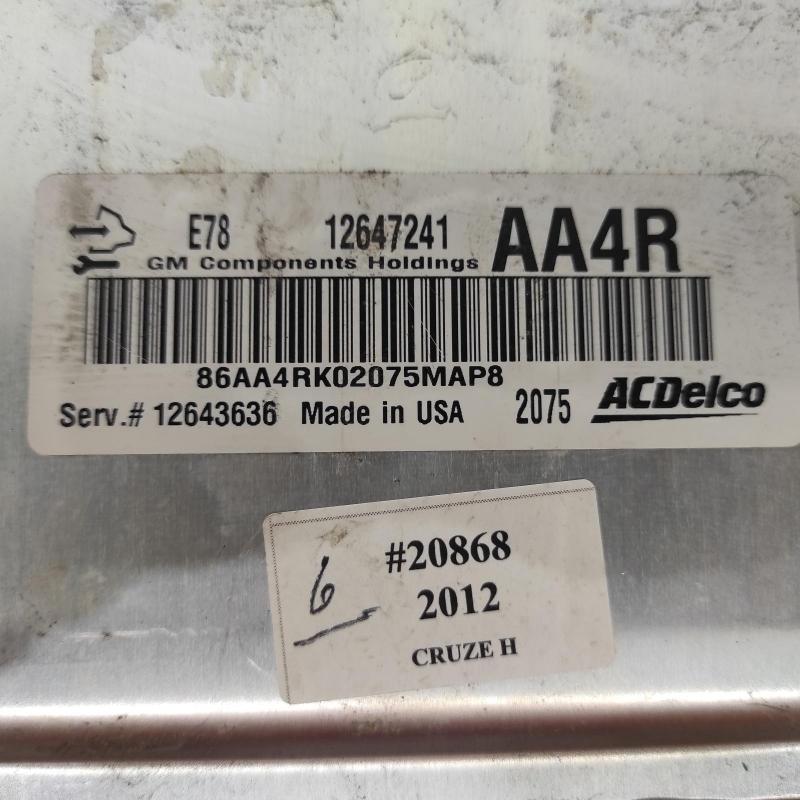 E78 12647241 AA4R
GM Components Holdings
86AA4RK02075MAP8
Serv.# 12643636 Made in USA 2075 ACDelco
#20868
6
2012
CRUZE H